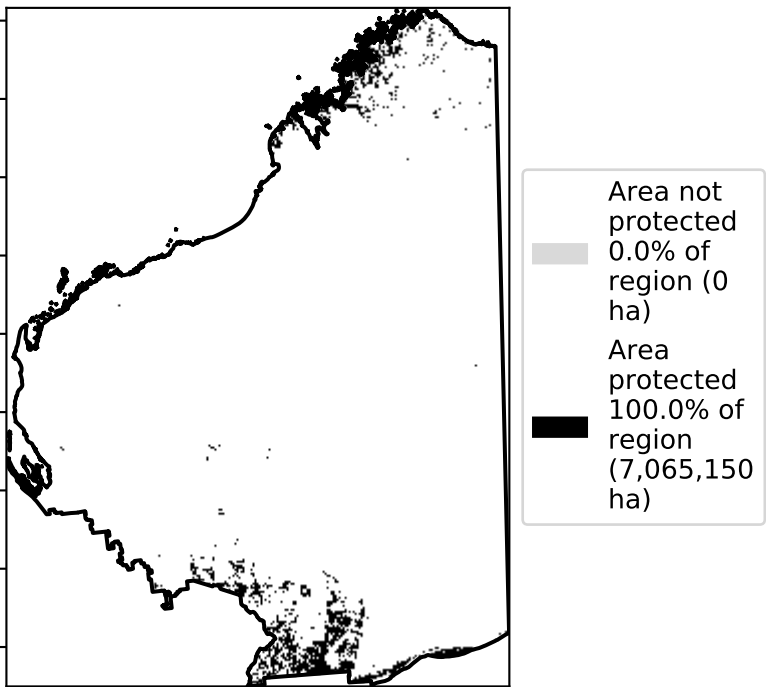 Area not
protected
0.0% of
region (0
ha)
Area
protected
100.0% of
region
(7,065,150
ha)